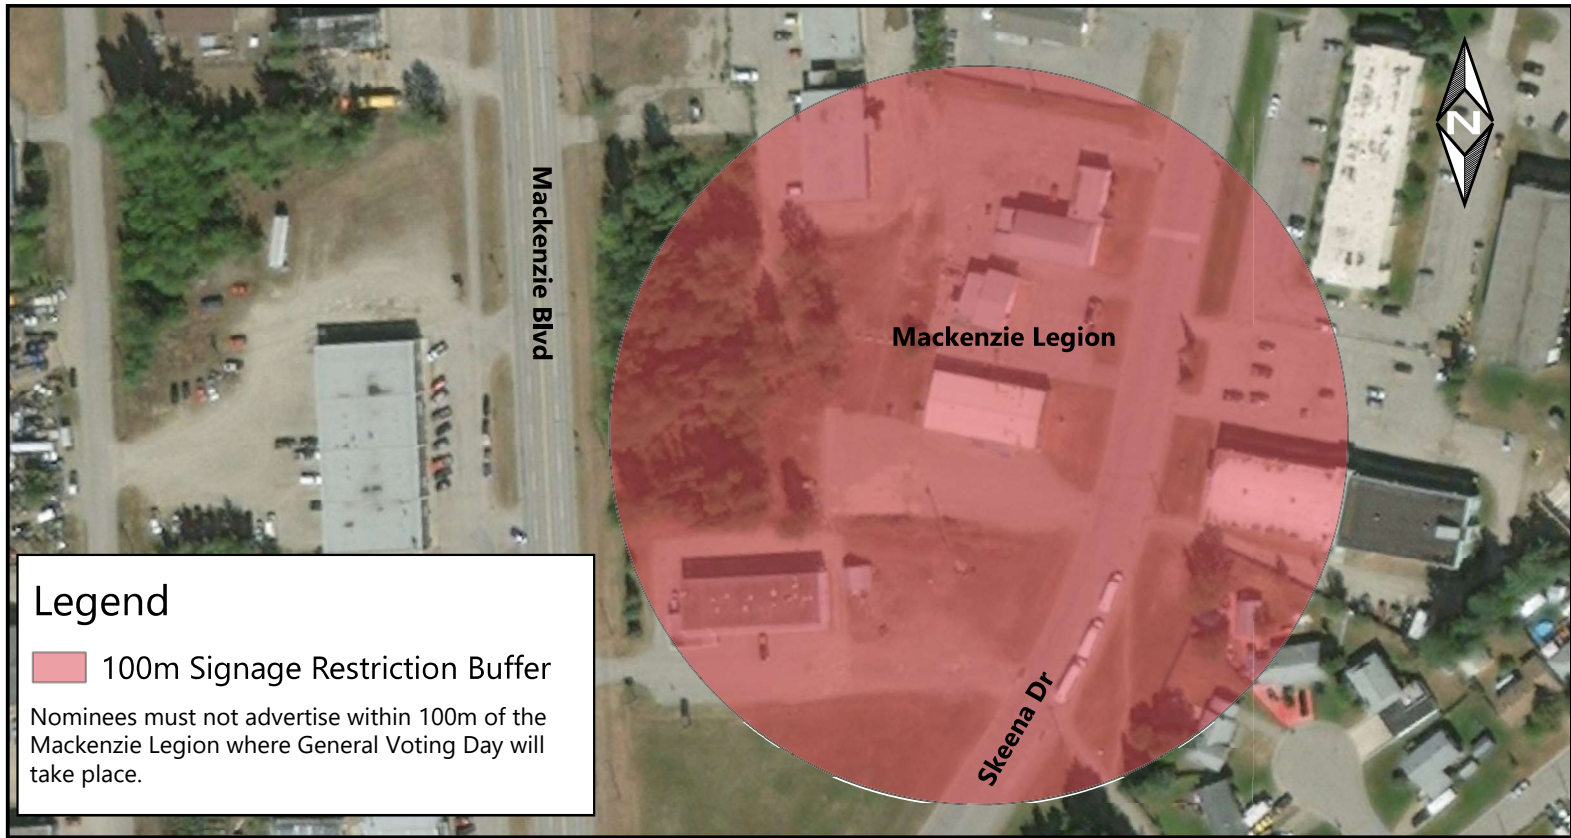 Mackenzie Blvd
N
Mackenzie Legion
Skeena Dr
Legend
100m Signage Restriction Buffer
Nominees must not advertise within 100m of the
Mackenzie Legion where General Voting Day will
take place.